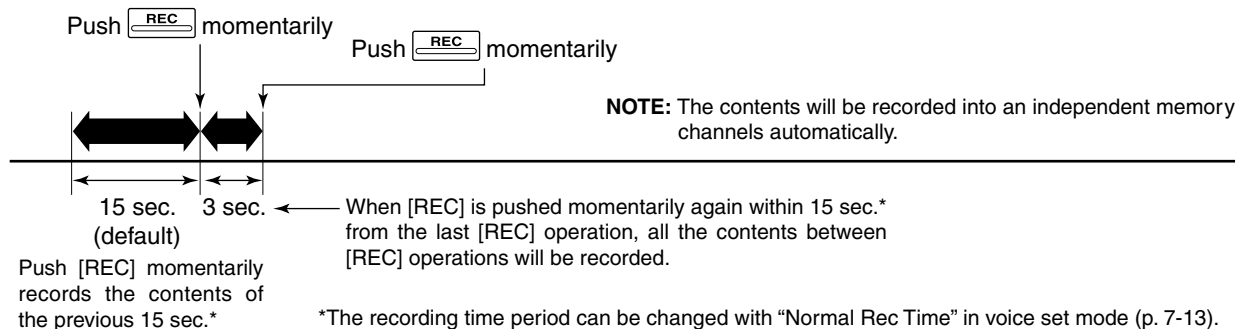 Push REC momentarily
Push REC momentarily
NOTE: The contents will be recorded into an independent memory
channels automatically.
15 sec.
(default)
3 sec.
When [REC] is pushed momentarily again within 15 sec.*
from the last [REC] operation, all the contents between
[REC] operations will be recorded.
Push [REC] momentarily
records the contents of
the previous 15 sec.*
*The recording time period can be changed with “Normal Rec Time” in voice set mode (p. 7-13).